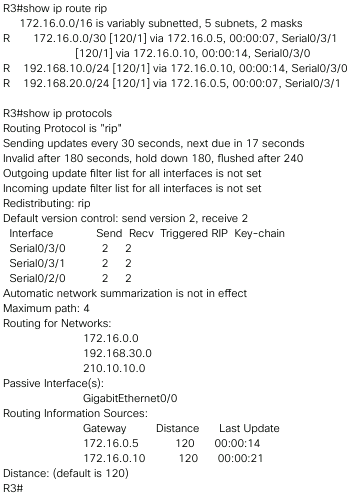 R3#show ip route rip
172.16.0.0/16 is variably subnetted, 5 subnets, 2 masks
R 172.16.0.0/30 [120/1] via 172.16.0.5, 00:00:07, Serial0/3/1
[120/1] via 172.16.0.10, 00:00:14, Serial0/3/0
R 192.168.10.0/24 [120/1] via 172.16.0.10, 00:00:14, Serial0/3/0
R 192.168.20.0/24 [120/1] via 172.16.0.5, 00:00:07, Serial0/3/1
R3#show ip protocols
Routing Protocol is "rip"
Sending updates every 30 seconds, next due in 17 seconds
Invalid after 180 seconds, hold down 180, flushed after 240
Outgoing update filter list for all interfaces is not set
Incoming update filter list for all interfaces is not set
Redistributing: rip
Default version control: send version 2, receive 2
Interface Send Recv Triggered RIP Key-chain
Serial0/3/0 2 2
Serial0/3/1 2 2
Serial0/2/0 2 2
Automatic network summarization is not in effect
Maximum path: 4
Routing for Networks:
172.16.0.0
192.168.30.0
210.10.10.0
Passive Interface(s):
GigabitEthernet0/0
Routing Information Sources:
Gateway Distance Last Update
172.16.0.5 120 00:00:14
172.16.0.10 120 00:00:21
Distance: (default is 120)
R3#